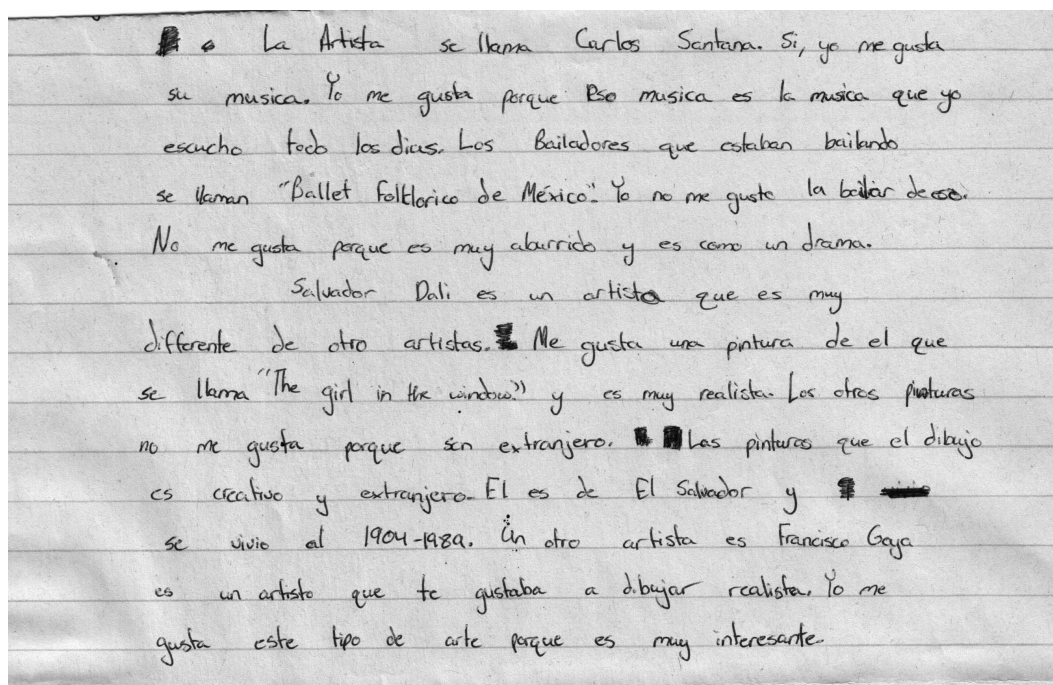 La Artista se llama Carlos Santana. Si, yo me gusta
su musica. Yo me gusta porque eso musica es la musica que yo
escucho todo los dias. Los Bailadores que estaban bailando
se llaman "Ballet Folklorico de México". Yo no me gusta la bailar de ese.
No me gusta porque es muy aburrido y es como un drama.
Salvador Dali es un artista que es muy
differente de otro artistas. Me gusta una pintura de el que
se llama "The girl in the window." y es muy realista. Los otros pinturas
no me gusta porque son extranjero. Las pinturas que el dibujo
es creativo y extranjero. El es de El Salvador y
se vivio al 1904-1989. Un otro artista es Francisco Goya
es un artisto que te gustaba a dibujar realista. Yo me
gusta este tipo de arte porque es muy interesante.